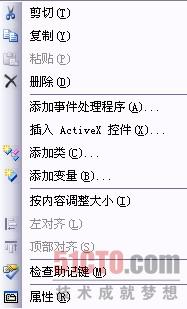 剪切(T)
复制(Y)
粘贴(P)
删除(D)
添加事件处理程序(A)...
插入 ActiveX 控件(X)...
添加类(C)...
添加变量(B)...
按内容调整大小(I)
左对齐(L)
顶部对齐(S)
检查助记键(M)
属性(R)
51CTO.com
技术成就梦想